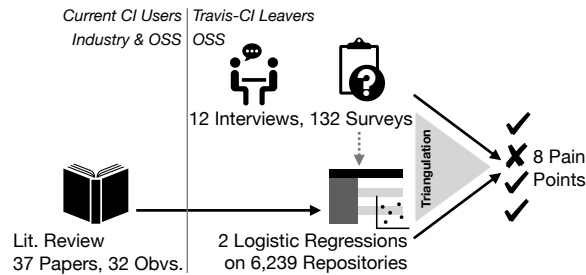 Current CI Users
Industry & OSS
Travis-CI Leavers
OSS
12 Interviews, 132 Surveys
Triangulation
8 Pain
Points
Lit. Review
37 Papers, 32 Obvs.
2 Logistic Regressions
on 6,239 Repositories